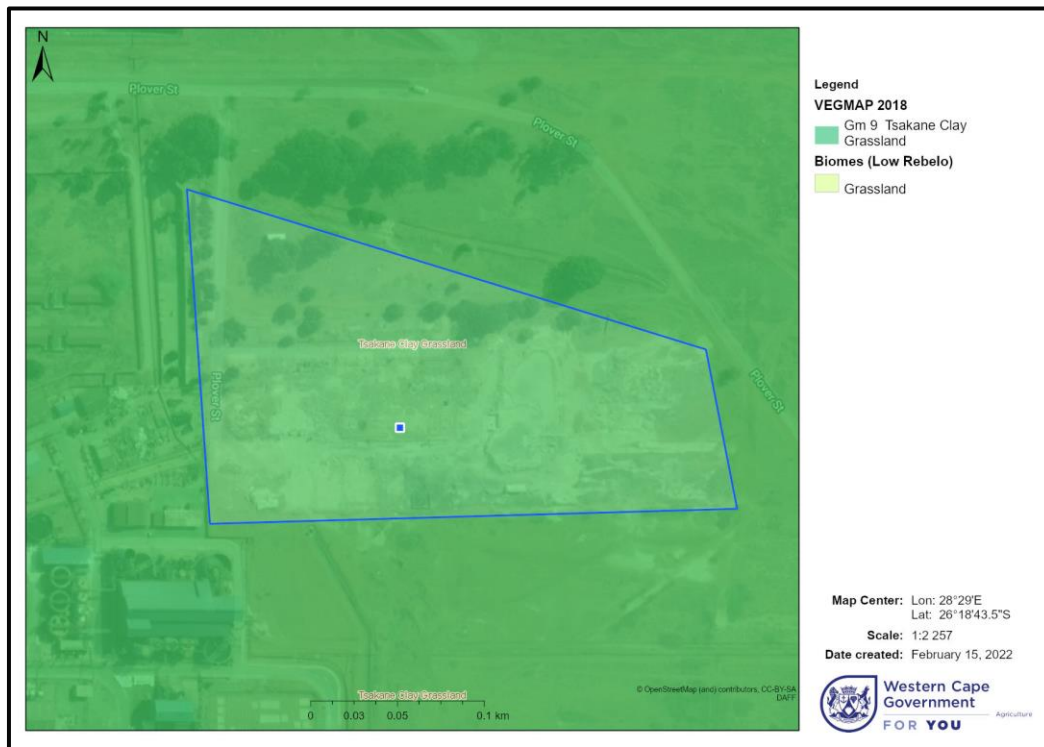 N
Plover St
Plover St
Tsakane Clay Grassland
Plover St
Plover St
Tsakane Clay Grassland
0 0.03 0.05 0.1 km
© OpenStreetMap (and) contributors, CC-BY-SA
DAFF
Legend
VEGMAP 2018
Gm 9 Tsakane Clay
Grassland
Biomes (Low Rebelo)
Grassland
Map Center: Lon: 28°29'E
Lat: 26°18'43.5"S
Scale: 1:2 257
Date created: February 15, 2022
Western Cape
Government
Agriculture
FOR YOU